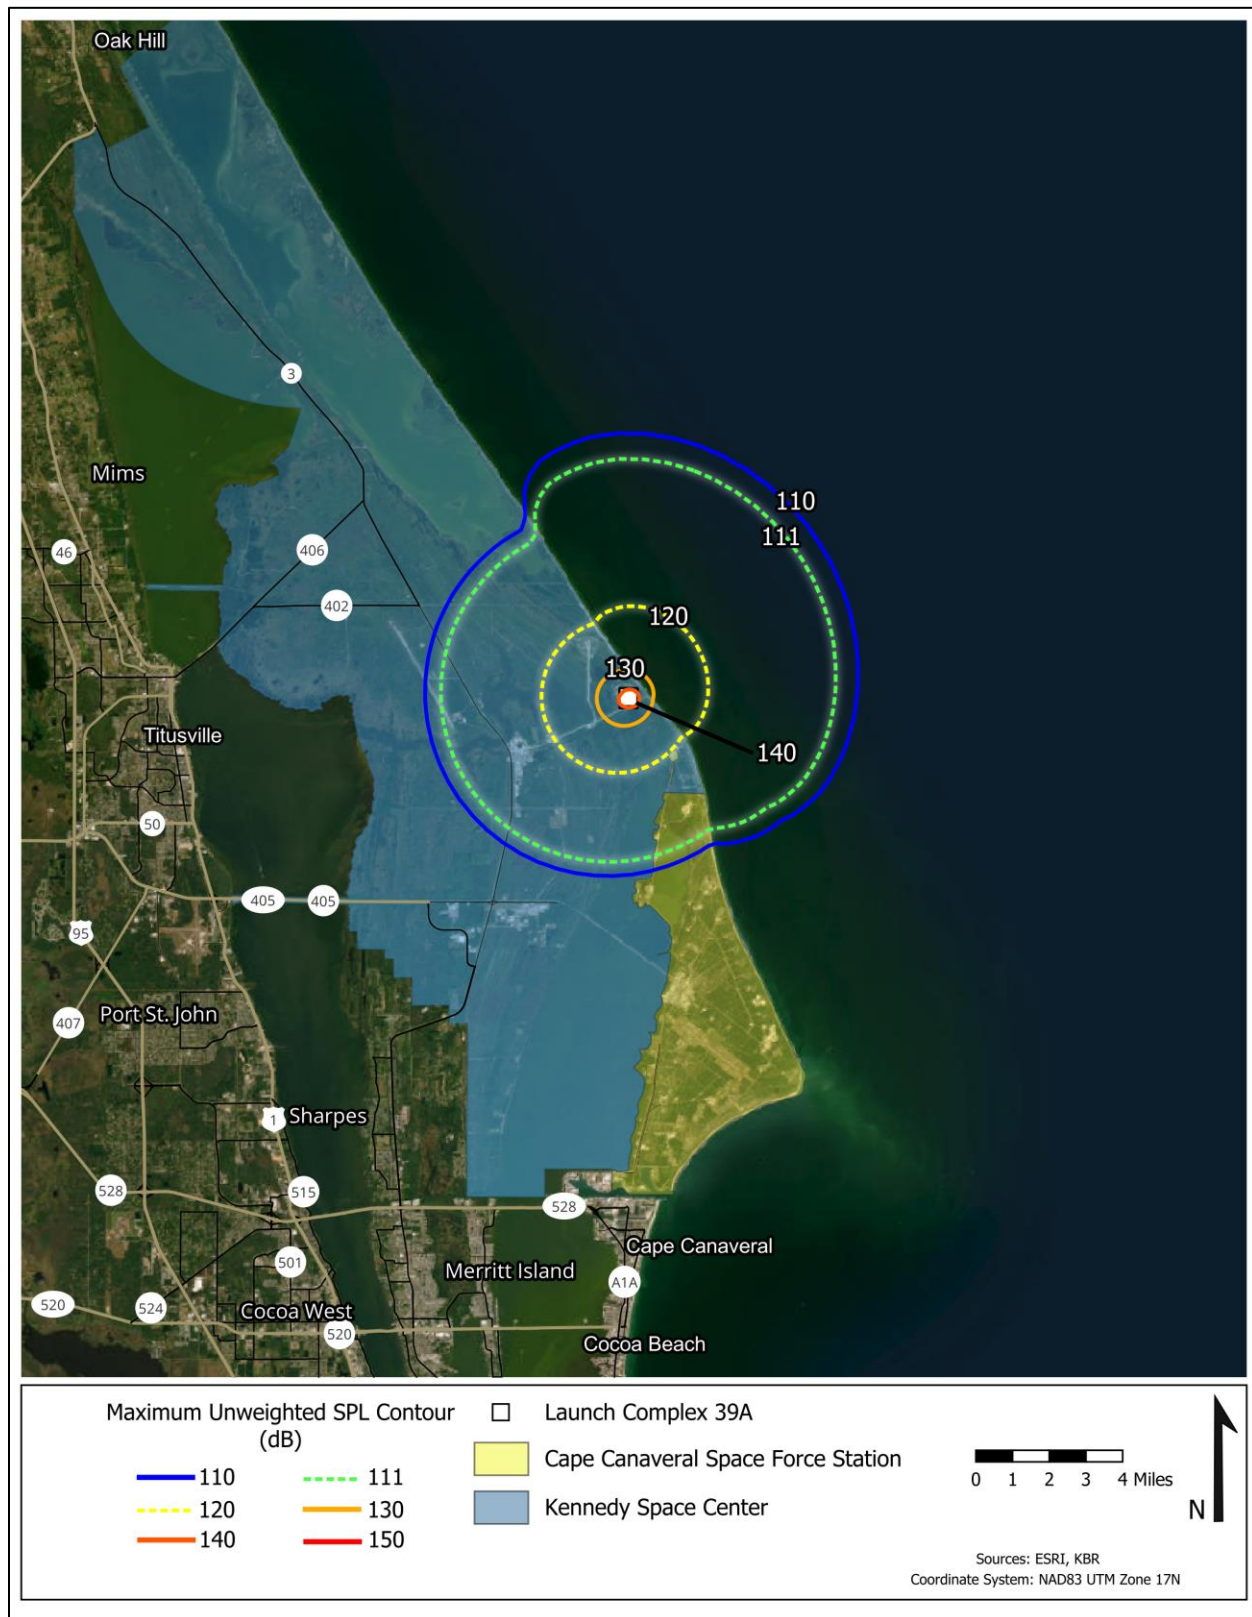 Oak Hill
3
Mims
110
111
46
406
402
120
130
Titusville
140
50
405
405
95
Port St. John
407
1
Sharpes
528
515
528
Cape Canaveral
501
Merritt Island
A1A
520
524
Cocoa West
520
Cocoa Beach
Maximum Unweighted SPL Contour
(dB)
110
111
120
130
140
150
Launch Complex 39A
Cape Canaveral Space Force Station
Kennedy Space Center
0 1 2 3 4 Miles
N
Sources: ESRI, KBR
Coordinate System: NAD83 UTM Zone 17N